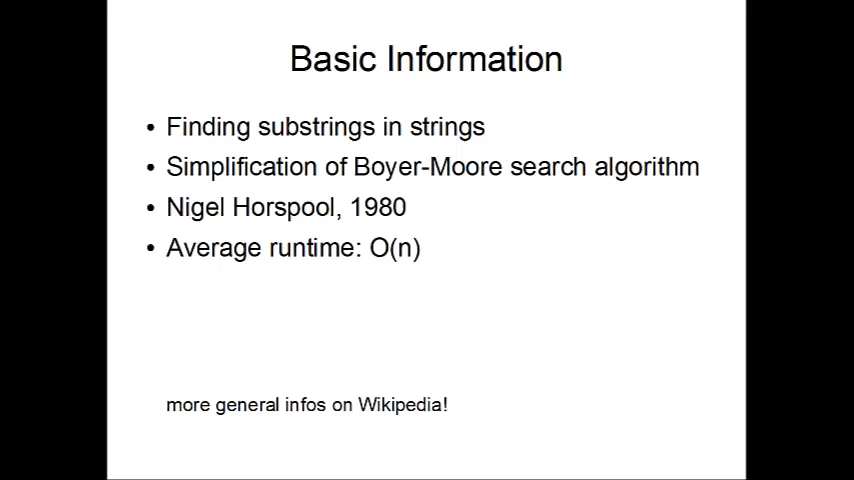 Basic Information
• Finding substrings in strings
• Simplification of Boyer-Moore search algorithm
• Nigel Horspool, 1980
• Average runtime: O(n)
more general infos on Wikipedia!